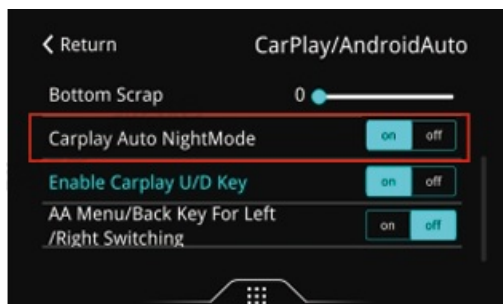 Return
CarPlay/AndroidAuto
Bottom Scrap 0
Carplay Auto NightMode on off
Enable Carplay U/D Key on off
AA Menu/Back Key For Left
/Right Switching on off